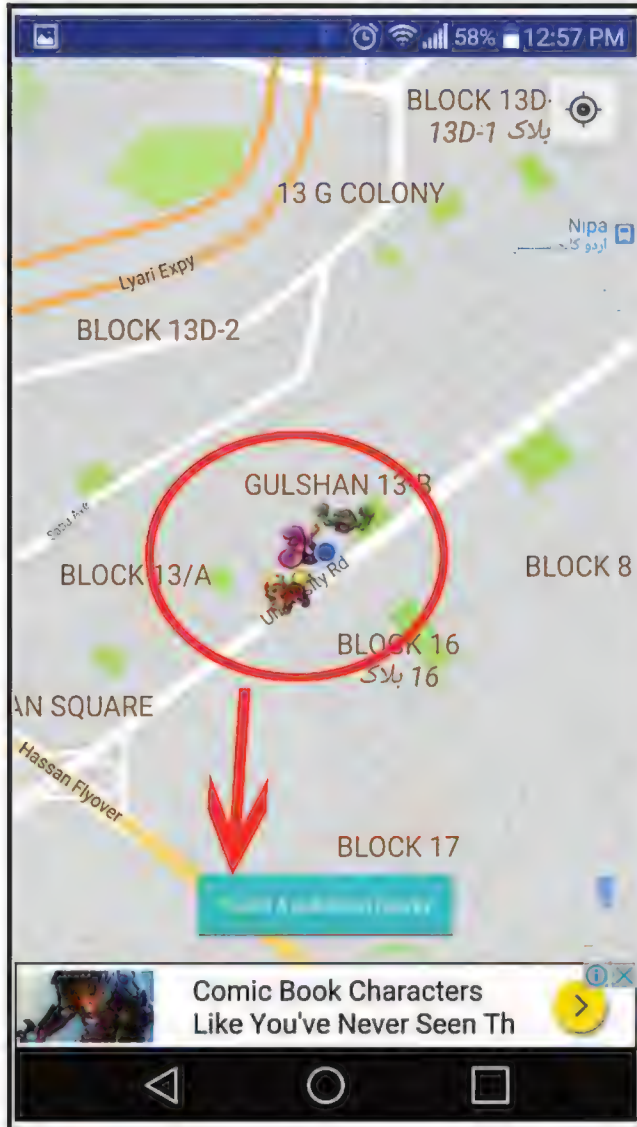 58% 12:57 PM
BLOCK 13D-
13D-1 بلاک
13 G COLONY
Nipa
اردو
Lyari Expy
BLOCK 13D-2
GULSHAN 13-B
BLOCK 13/A
University Rd
BLOCK 8
BLOCK 16
16 بلاک
AN SQUARE
Hassan Flyover
BLOCK 17
Comic Book Characters
Like You've Never Seen Th